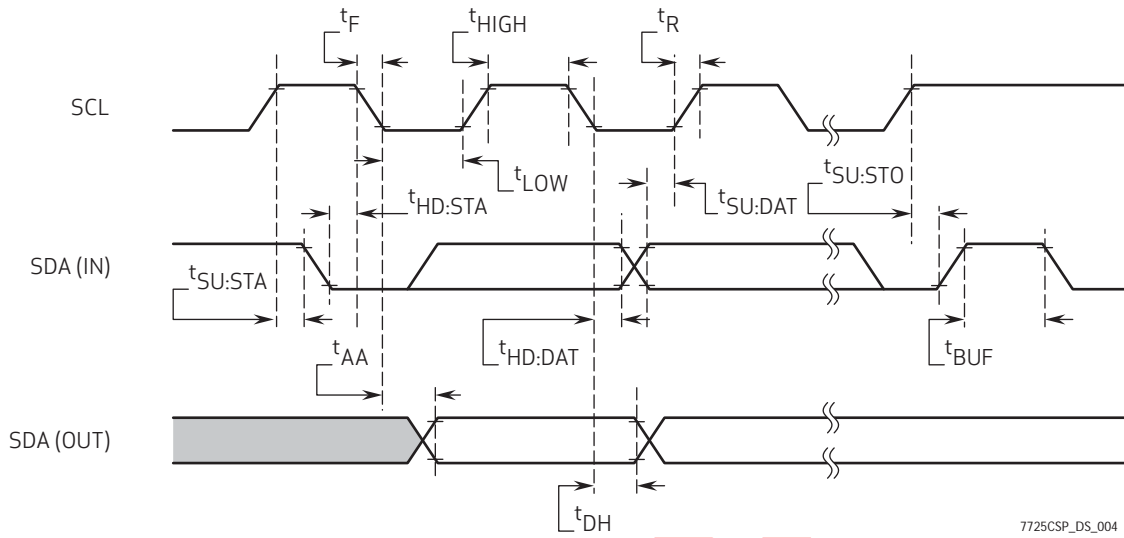 tF
tHIGH
tR
SCL
tLOW
tSU:STO
tHD:STA
tSU:DAT
SDA (IN)
tSU:STA
tAA
tHD:DAT
tBUF
SDA (OUT)
tDH
7725CSP_DS_004